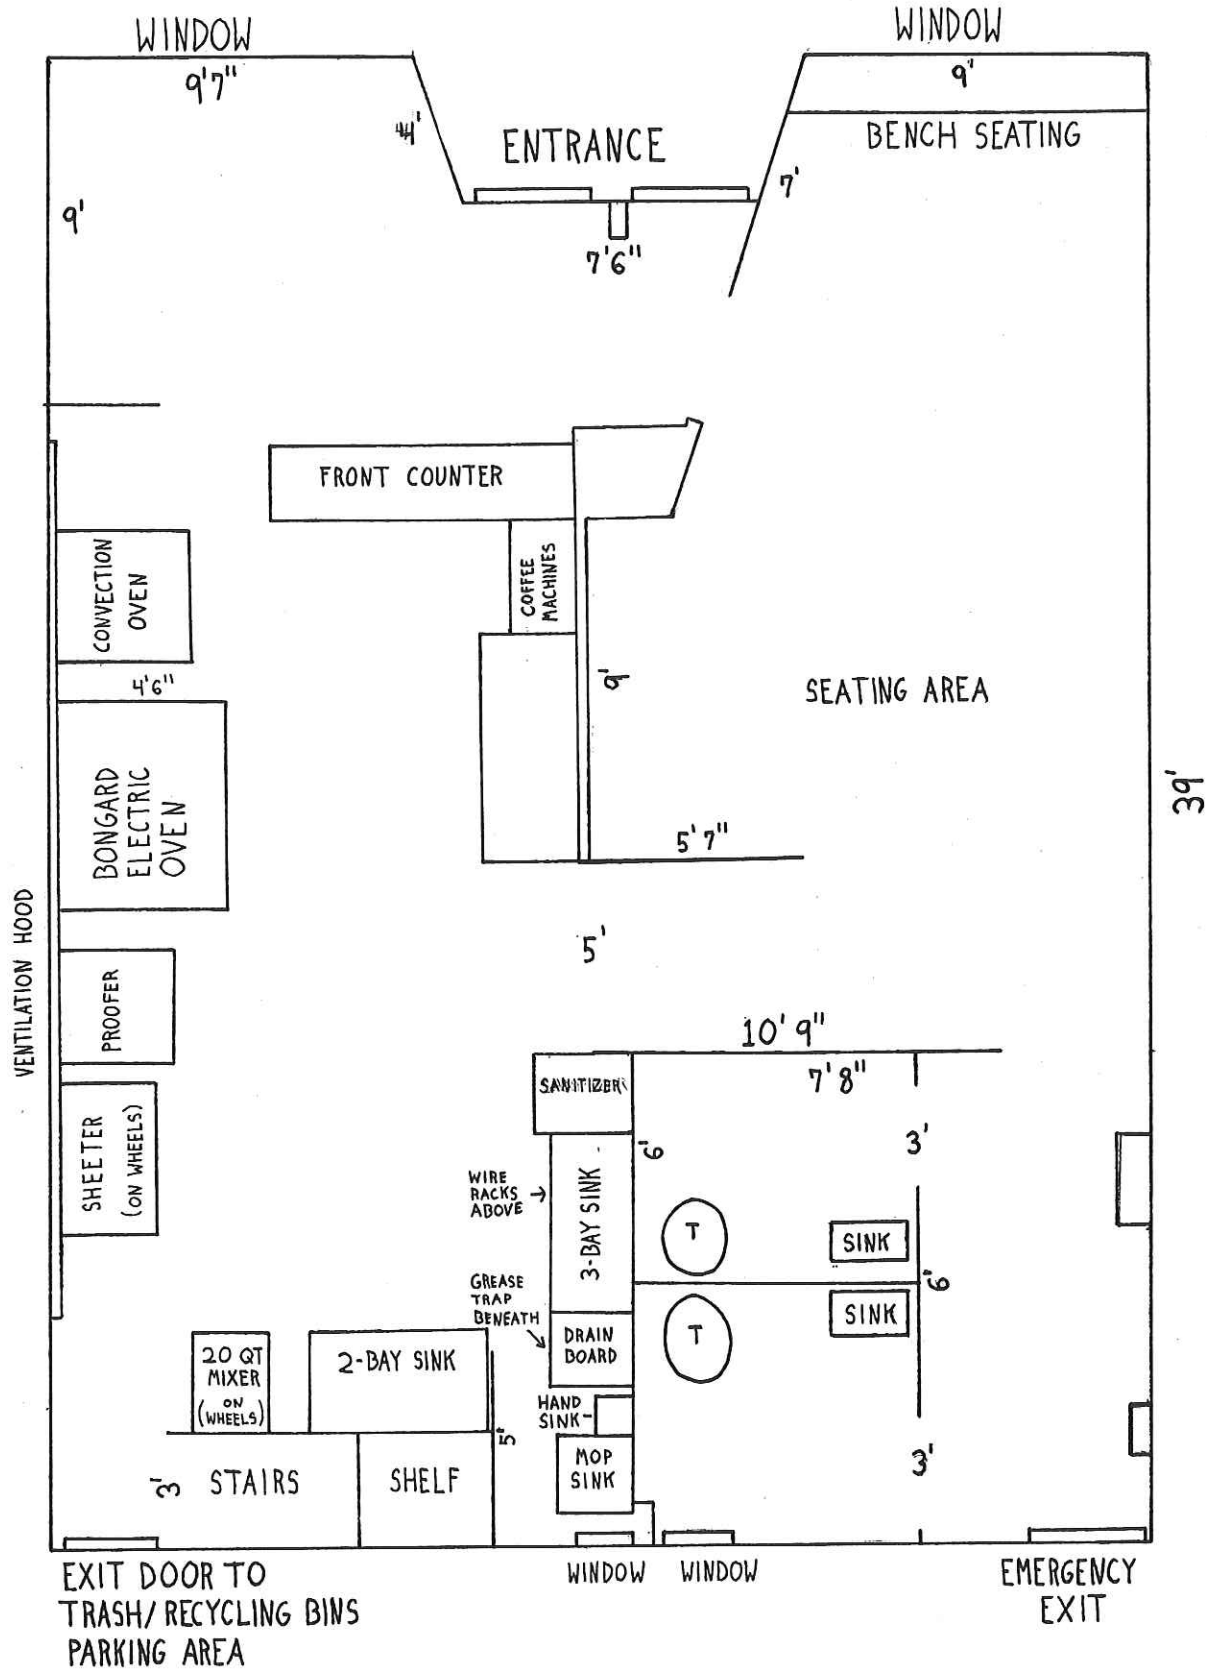 WINDOW
WINDOW
9'7"
9'
4'
ENTRANCE
BENCH SEATING
7'
9'
7'6"
FRONT COUNTER
CONVECTION
OVEN
COFFEE
MACHINES
4'6"
9'
SEATING AREA
BONGARD
ELECTRIC
OVEN
39'
5'7"
VENTILATION HOOD
5'
PROOFER
10' 9"
7'8"
SANITIZER
SHEETER
(ON WHEELS)
3'
6'
WIRE
RACKS
ABOVE
3-BAY SINK
T
SINK
6'
GREASE
TRAP
BENEATH
T
SINK
DRAIN
BOARD
20 QT
MIXER
(ON
WHEELS)
2-BAY SINK
HAND
SINK
5'
MOP
SINK
3'
3'
STAIRS
SHELF
EXIT DOOR TO
TRASH/RECYCLING BINS
PARKING AREA
WINDOW
WINDOW
EMERGENCY
EXIT